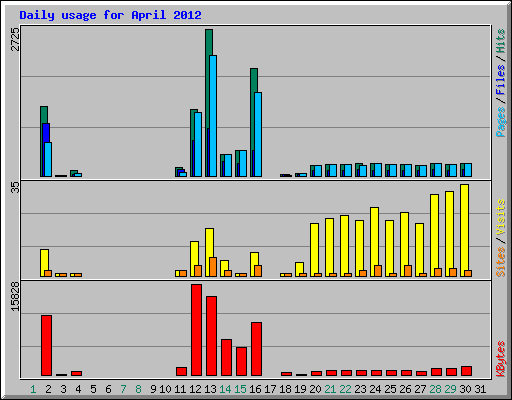 Daily usage for April 2012
2725
Pages / Files / Hits
35
Sites / Visits
15828
KBytes
1 2 3 4 5 6 7 8 9 10 11 12 13 14 15 16 17 18 19 20 21 22 23 24 25 26 27 28 29 30 31